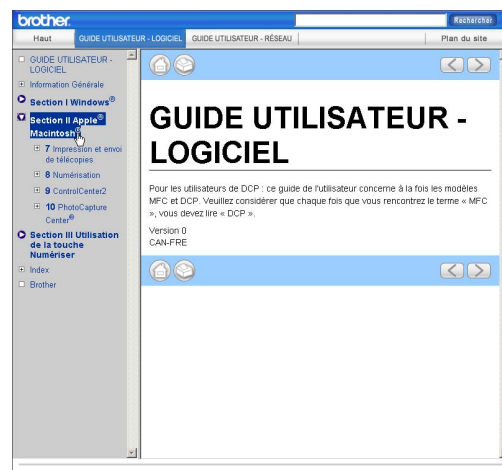 brother.
Rechercher
Haut
GUIDE UTILISATEUR - LOGICIEL
GUIDE UTILISATEUR - RÉSEAU
Plan du site
GUIDE UTILISATEUR -
LOGICIEL
Information Générale
Section I Windows®
Section II Apple®
Macintosh®
7 Impression et envoi
de télécopies
8 Numérisation
9 ControlCenter2
10 PhotoCapture
Center®
Section III Utilisation
de la touche
Numériser
Index
Brother
GUIDE UTILISATEUR -
LOGICIEL
Pour les utilisateurs de DCP : ce guide de l'utilisateur concerne à la fois les modèles
MFC et DCP. Veuillez considérer que chaque fois que vous rencontrez le terme « MFC
», vous devez lire « DCP ».
Version 0
CAN-FRE